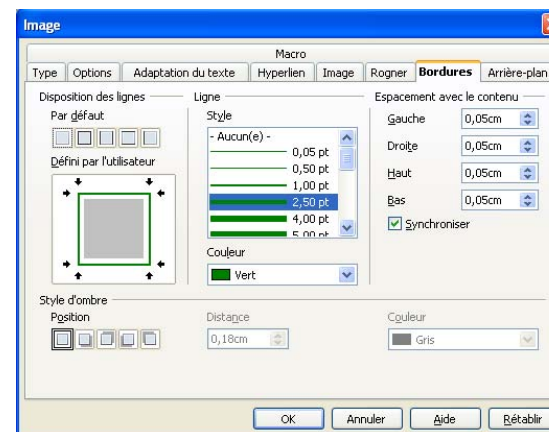 Image
Macro
Type Options Adaptation du texte Hyperlien Image Rogner Bordures Arrière-plan
Disposition des lignes
Par défaut
Défini par l'utilisateur
Ligne
Style
- Aucun(e) -
0,05 pt
0,50 pt
1,00 pt
2,50 pt
4,00 pt
5,00 pt
Couleur
Vert
Espacement avec le contenu
Gauche 0,05cm
Droite 0,05cm
Haut 0,05cm
Bas 0,05cm
Synchroniser
Style d'ombre
Position
Distance
0,18cm
Couleur
Gris
OK Annuler Aide Rétablir